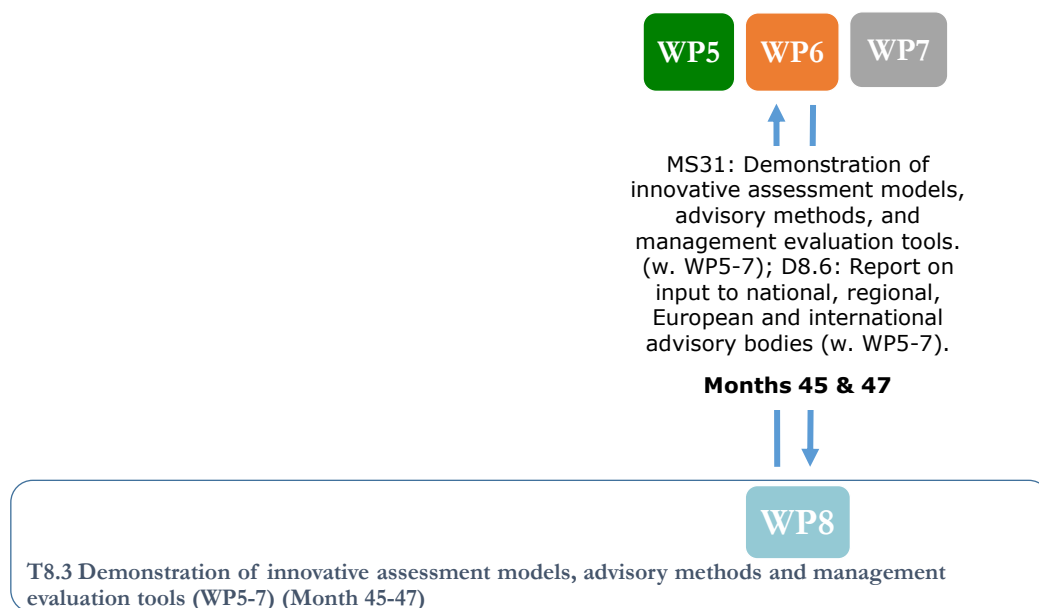 WP5 WP6 WP7
MS31: Demonstration of
innovative assessment models,
advisory methods, and
management evaluation tools.
(w. WP5-7); D8.6: Report on
input to national, regional,
European and international
advisory bodies (w. WP5-7).
Months 45 & 47
WP8
T8.3 Demonstration of innovative assessment models, advisory methods and management
evaluation tools (WP5-7) (Month 45-47)